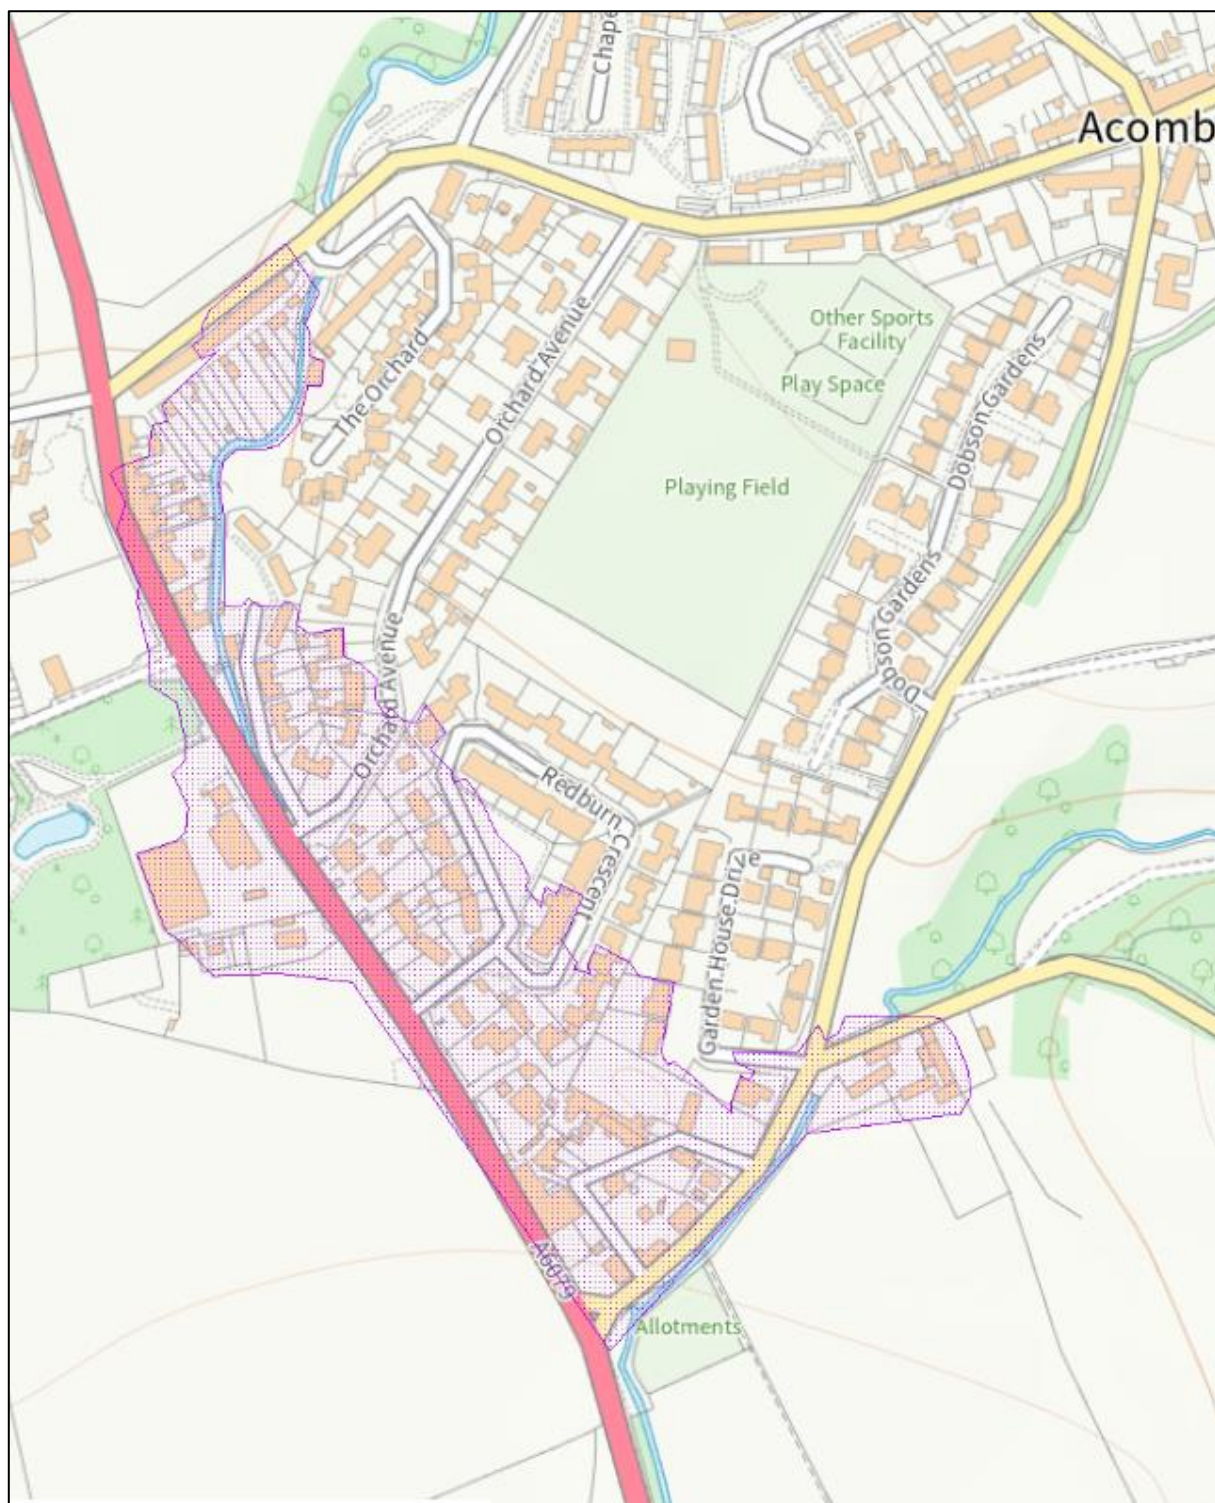 Chape
Acomb
Other Sports
Facility
Play Space
The Orchard
Orchard Avenue
Dobson Gardens
Playing Field
Dobson Gardens
Orchard Avenue
Dobson
Redburn Crescent
Garden House Drive
A6079
Allotments